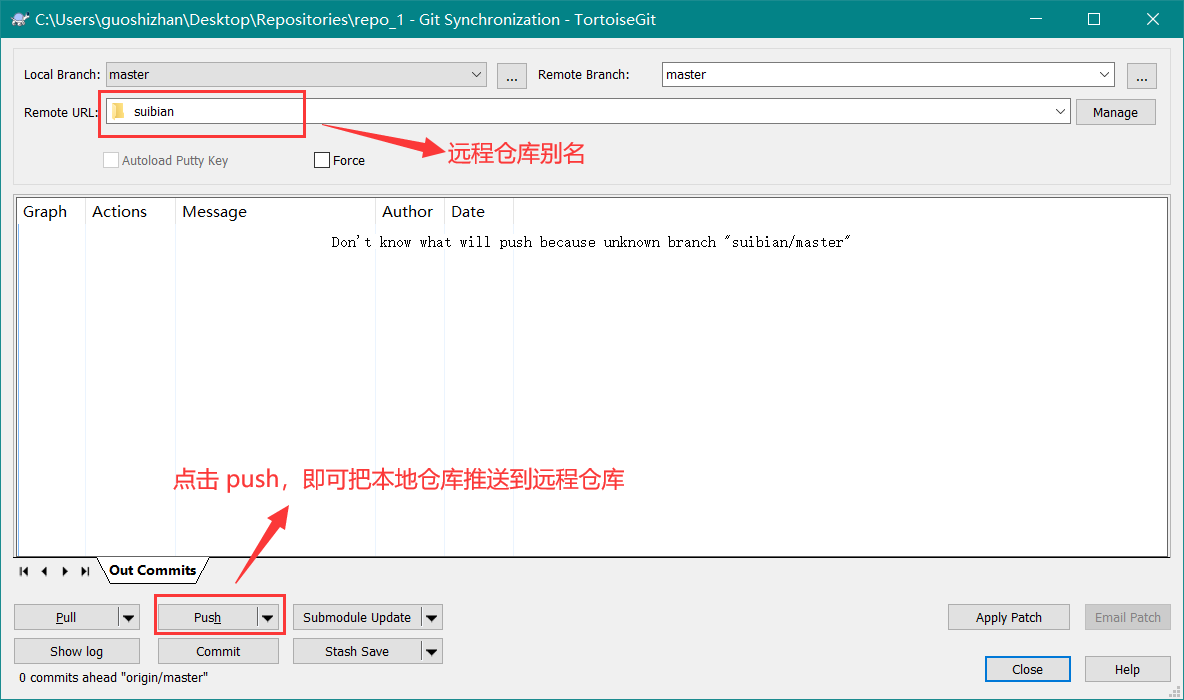 C:\Users\guoshizhan\Desktop\Repositories\repo_1 - Git Synchronization - TortoiseGit
Local Branch: master ... Remote Branch: master ...
Remote URL: suibian Manage
Autoload Putty Key Force 远程仓库别名
Graph Actions Message Author Date
Don't know what will push because unknown branch "suibian/master"
点击 push，即可把本地仓库推送到远程仓库
Out Commits
Pull Push Submodule Update Apply Patch Email Patch
Show log Commit Stash Save Close Help
0 commits ahead "origin/master"